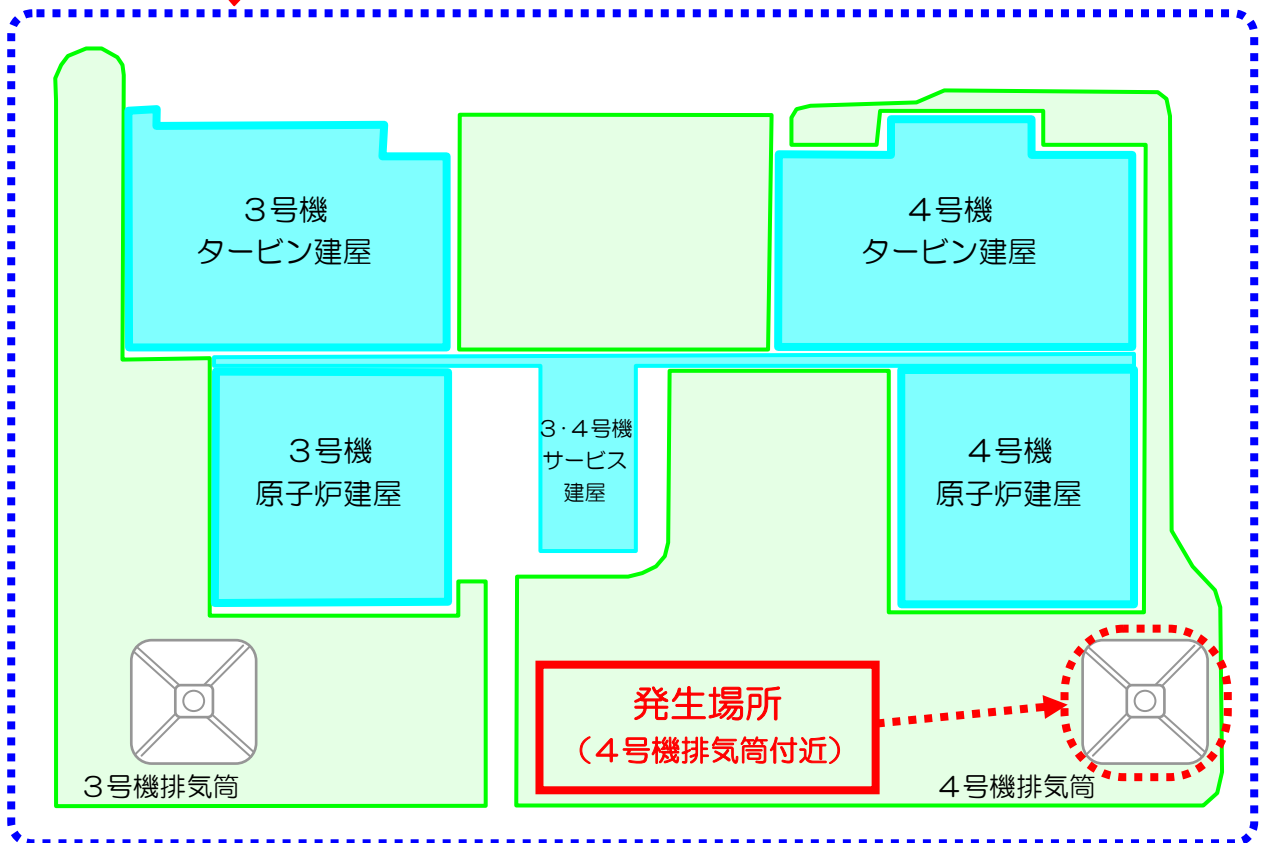 ３号機
タービン建屋
４号機
タービン建屋
３号機
原子炉建屋
３・４号機
サービス
建屋
４号機
原子炉建屋
発生場所
（４号機排気筒付近）
３号機排気筒
４号機排気筒